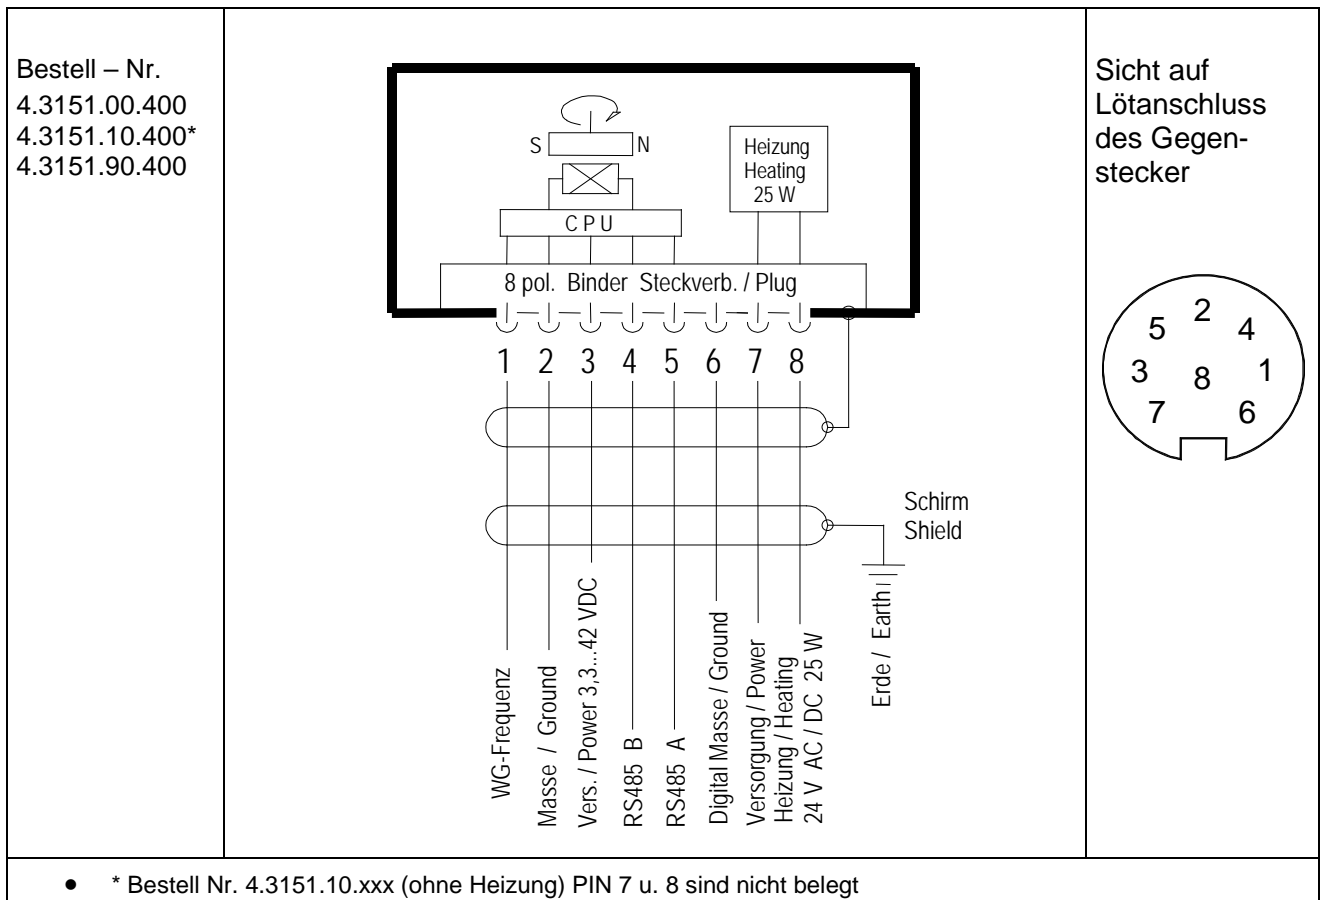 Bestell – Nr.
4.3151.00.400
4.3151.10.400*
4.3151.90.400
S
N
Heizung
Heating
25 W
C P U
8 pol. Binder Steckverb. / Plug
1 2 3 4 5 6 7 8
Schirm
Shield
WG-Frequenz
Masse / Ground
Vers. / Power 3,3...42 VDC
RS485 B
RS485 A
Digital Masse / Ground
Versorgung / Power
Heizung / Heating
24 V AC / DC 25 W
Erde / Earth
Sicht auf
Lötanschluss
des Gegen-
stecker
2
5 4
3 8 1
7 6
• * Bestell Nr. 4.3151.10.xxx (ohne Heizung) PIN 7 u. 8 sind nicht belegt